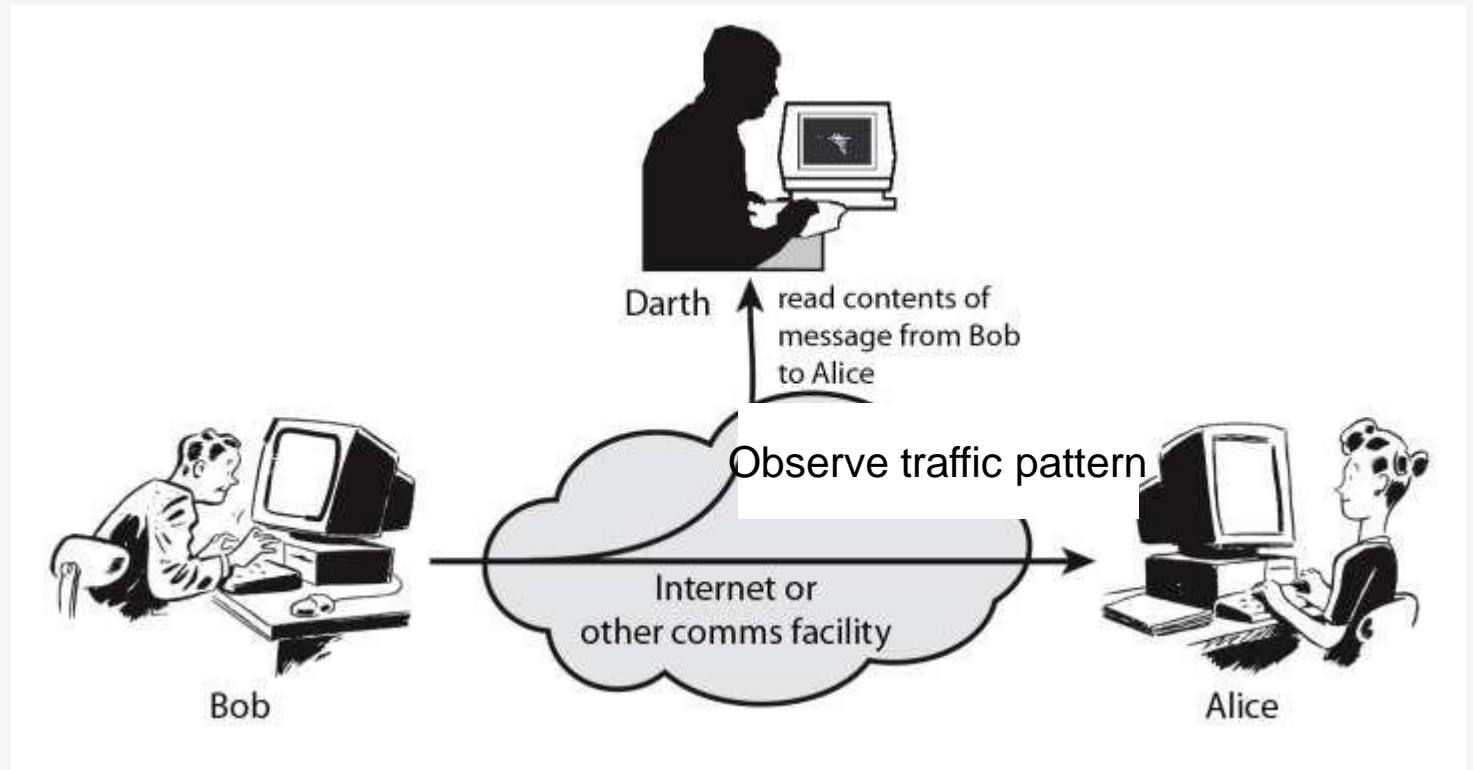 Darth
read contents of
message from Bob
to Alice
Observe traffic pattern
Internet or
other comms facility
Bob
Alice